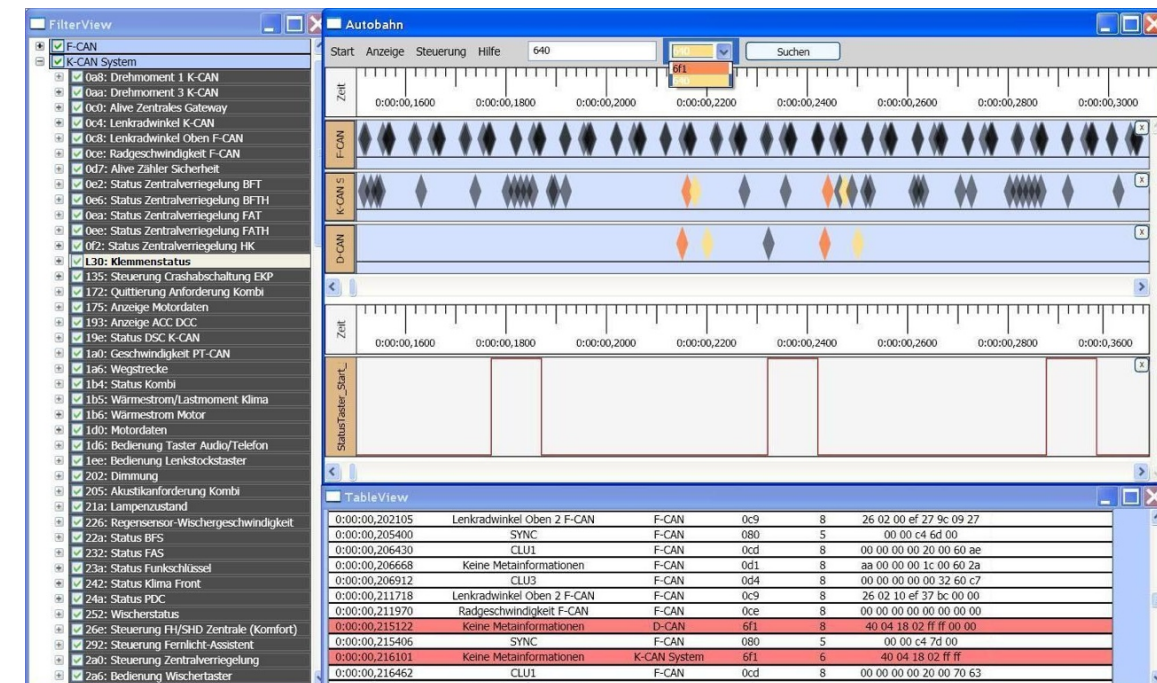 FilterView
F-CAN
K-CAN System
0a8: Drehmoment 1 K-CAN
0aa: Drehmoment 3 K-CAN
0c0: Alive Zentrales Gateway
0c4: Lenkradwinkel K-CAN
0c8: Lenkradwinkel Oben F-CAN
0ce: Radgeschwindigkeit F-CAN
0d7: Alive Zähler Sicherheit
0e2: Status Zentralverriegelung BFT
0e6: Status Zentralverriegelung BFTH
0ea: Status Zentralverriegelung FAT
0ee: Status Zentralverriegelung FATH
0f2: Status Zentralverriegelung HK
L30: Klemmenstatus
135: Steuerung Crashabschaltung EKP
172: Quittierung Anforderung Kombi
175: Anzeige Motordaten
193: Anzeige ACC DCC
19e: Status DSC K-CAN
1a0: Geschwindigkeit PT-CAN
1a6: Wegstrecke
1b4: Status Kombi
1b5: Wärmestrom/Lastmoment Klima
1b6: Wärmestrom Motor
1d0: Motordaten
1d6: Bedienung Taster Audio/Telefon
1ee: Bedienung Lenkstockstaster
202: Dimmung
205: Akustikanforderung Kombi
21a: Lampenzustand
226: Regensensor-Wischergeschwindigkeit
22a: Status BFS
232: Status FAS
23a: Status Funkschlüssel
242: Status Klima Front
24a: Status PDC
252: Wischerstatus
26e: Steuerung FH/SHD Zentrale (Komfort)
292: Steuerung Fernlicht-Assistent
2a0: Steuerung Zentralverriegelung
2a6: Bedienung Wischertaster
Autobahn
Start Anzeige Steuerung Hilfe 640 640 Suchen
6f1
640
Zeit
0:00:00,1600 0:00:00,1800 0:00:00,2000 0:00:00,2200 0:00:00,2400 0:00:00,2600 0:00:00,2800 0:00:00,3000
F-CAN
K-CAN S
D-CAN
Zeit
0:00:00,1600 0:00:00,1800 0:00:00,2000 0:00:00,2200 0:00:00,2400 0:00:00,2600 0:00:00,2800 0:00:0,3600
StatusTaster_Start_
TableView
0:00:00,202105 Lenkradwinkel Oben 2 F-CAN F-CAN 0c9 8 26 02 00 ef 27 9c 09 27
0:00:00,205400 SYNC F-CAN 080 5 00 00 c4 6d 00
0:00:00,206430 CLU1 F-CAN 0cd 8 00 00 00 00 20 00 60 ae
0:00:00,206668 Keine Metainformationen F-CAN 0d1 8 aa 00 00 00 1c 00 60 2a
0:00:00,206912 CLU3 F-CAN 0d4 8 00 00 00 00 00 32 60 c7
0:00:00,211718 Lenkradwinkel Oben 2 F-CAN F-CAN 0c9 8 26 02 10 ef 37 bc 00 00
0:00:00,211970 Radgeschwindigkeit F-CAN F-CAN 0ce 8 00 00 00 00 00 00 00 00
0:00:00,215122 Keine Metainformationen D-CAN 6f1 8 40 04 18 02 ff ff 00 00
0:00:00,215406 SYNC F-CAN 080 5 00 00 c4 7d 00
0:00:00,216101 Keine Metainformationen K-CAN System 6f1 6 40 04 18 02 ff ff
0:00:00,216462 CLU1 F-CAN 0cd 8 00 00 00 00 20 00 70 63